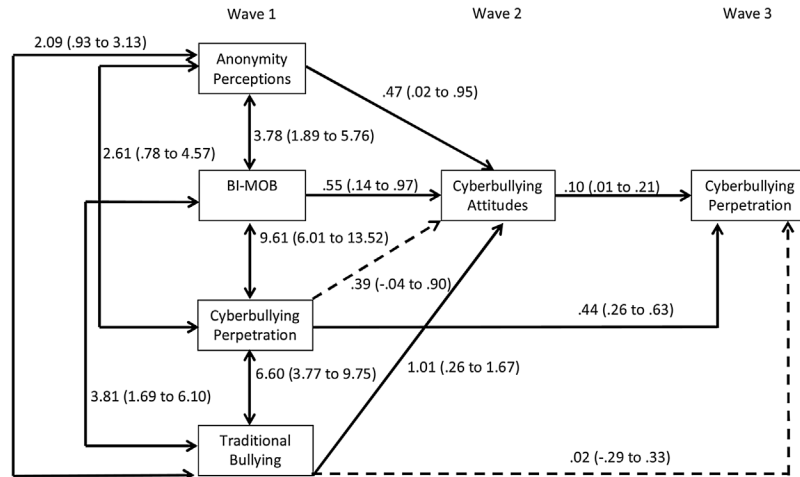 Wave 1
Wave 2
Wave 3
2.09 (.93 to 3.13)
Anonymity
Perceptions
.47 (.02 to .95)
3.78 (1.89 to 5.76)
2.61 (.78 to 4.57)
BI-MOB
.55 (.14 to .97)
Cyberbullying
Attitudes
.10 (.01 to .21)
Cyberbullying
Perpetration
9.61 (6.01 to 13.52)
.39 (-.04 to .90)
Cyberbullying
Perpetration
.44 (.26 to .63)
6.60 (3.77 to 9.75)
1.01 (.26 to 1.67)
3.81 (1.69 to 6.10)
Traditional
Bullying
.02 (-.29 to .33)